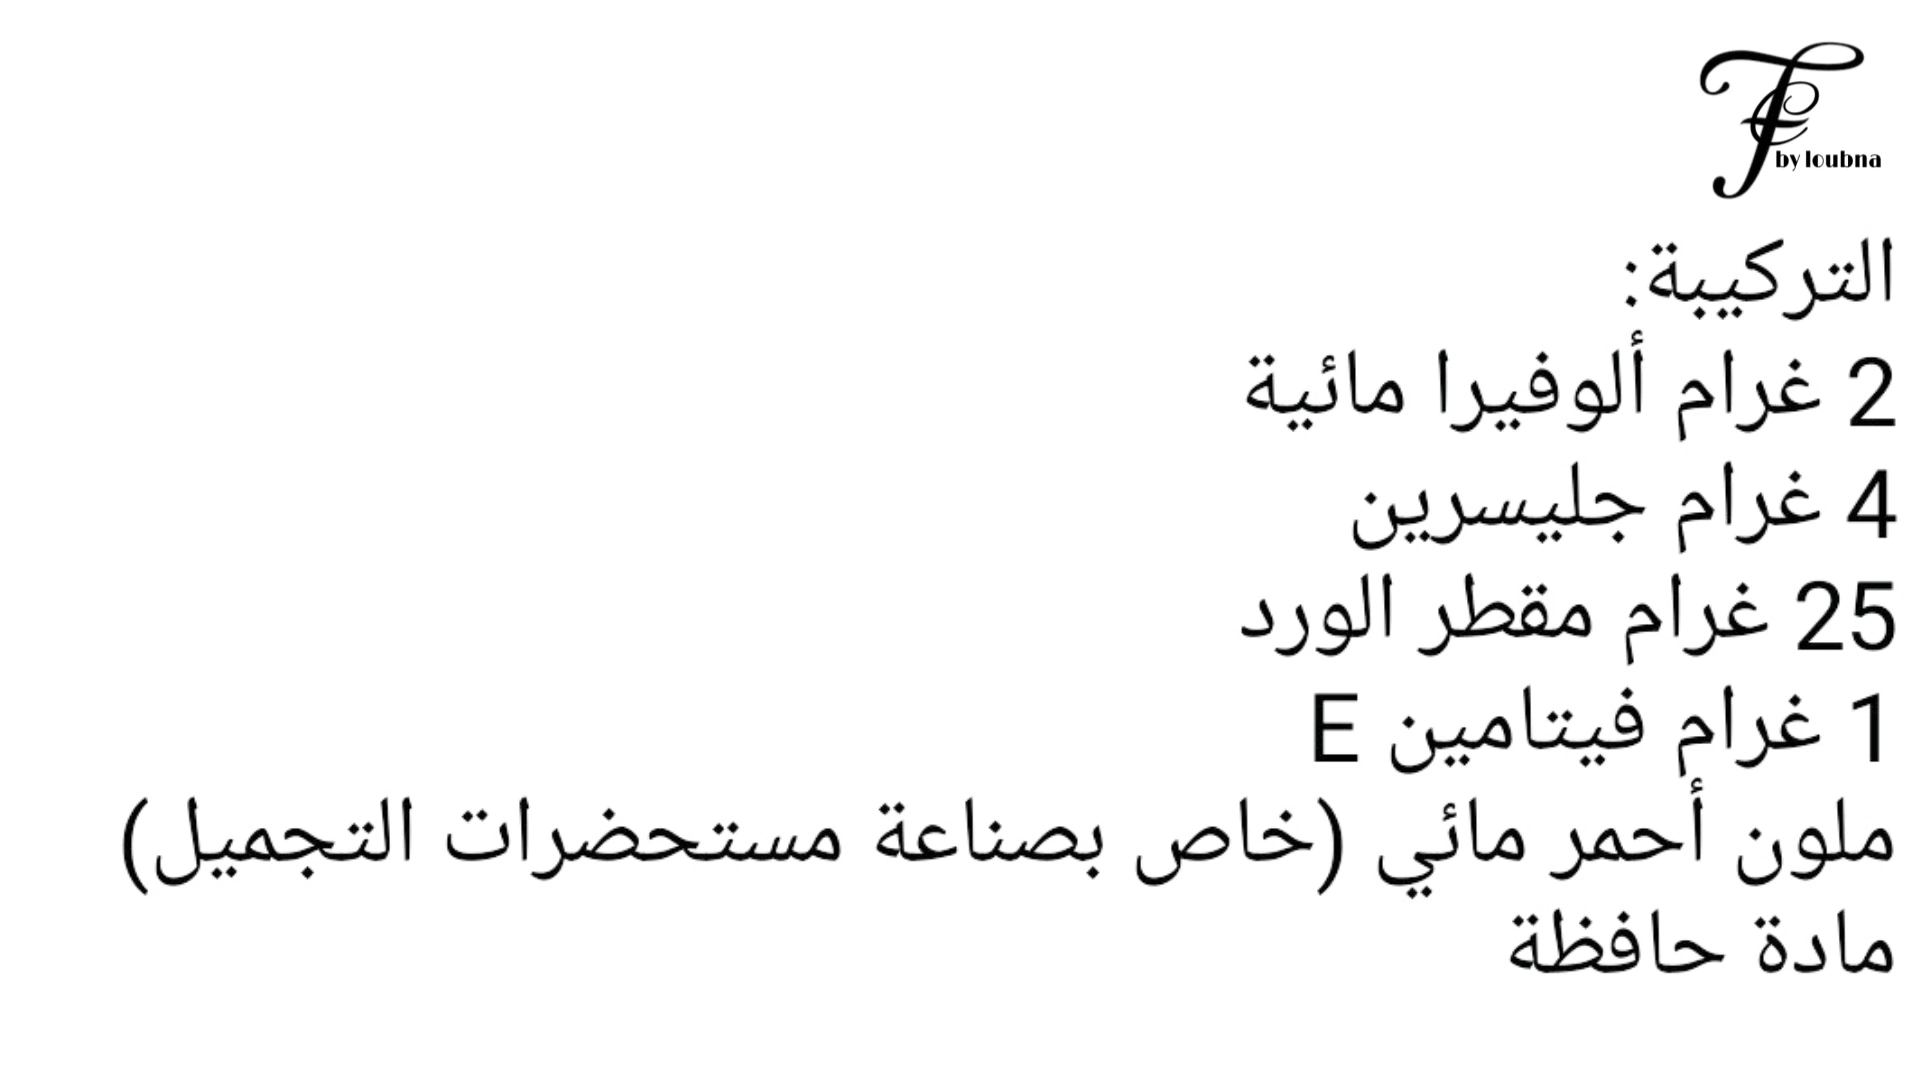 by loubna
التركيبة:
2 غرام ألوفيرا مائية
4 غرام جليسرين
25 غرام مقطر الورد
1 غرام فيتامين E
ملون أحمر مائي (خاص بصناعة مستحضرات التجميل)
مادة حافظة